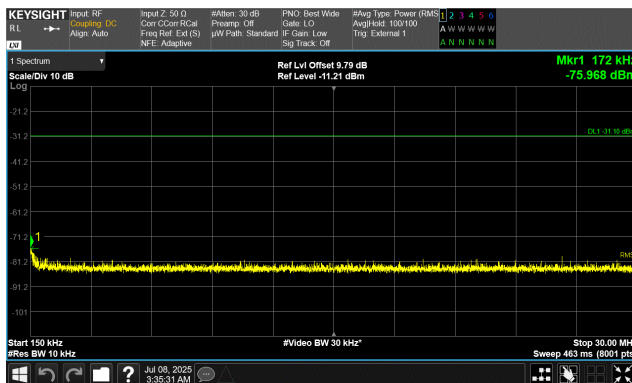 KEYSIGHT
RL
LXI
Input: RF
Coupling: DC
Align: Auto
Input Z: 50 Ω
Corr CCorr RCal
Freq Ref: Ext (S)
NFE: Adaptive
#Atten: 30 dB
Preamp: Off
µW Path: Standard
PNO: Best Wide
Gate: LO
IF Gain: Low
Sig Track: Off
#Avg Type: Power (RMS
Avg|Hold: 100/100
Trig: External 1
1 2 3 4 5 6
A W W W W W
A N N N N N
1 Spectrum
Scale/Div 10 dB
Log
Ref Lvl Offset 9.79 dB
Ref Level -11.21 dBm
Mkr1 172 kHz
-75.968 dBm
-21.2
-31.2
DL1 -31.10 dBm
-41.2
-51.2
-61.2
-71.2
1
-81.2
RMS
-91.2
-101
Start 150 kHz
#Video BW 30 kHz*
Stop 30.00 MHz
#Res BW 10 kHz
Sweep 463 ms (8001 pts
?
Jul 08, 2025
3:35:31 AM